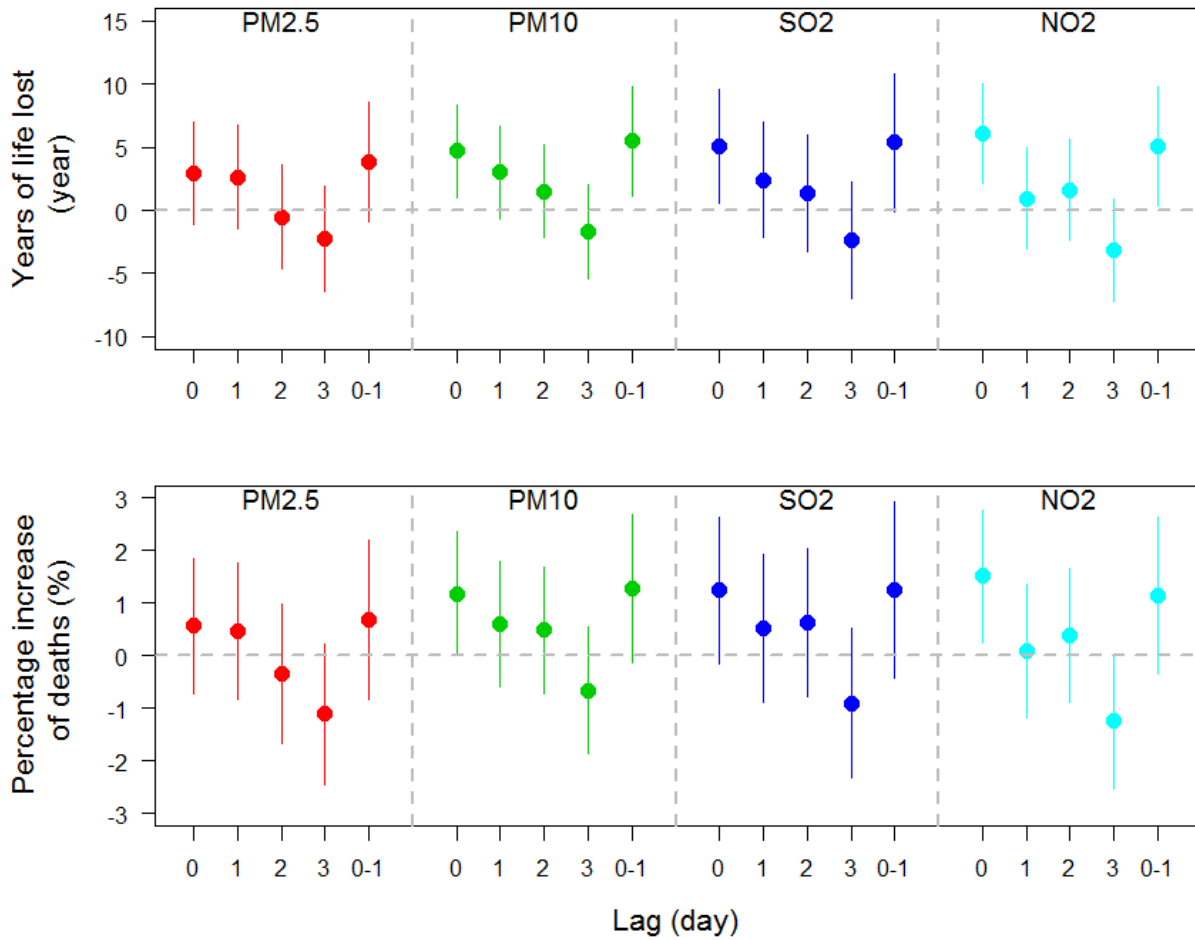 PM2.5 PM10 SO2 NO2
Years of life lost
(year)
15
10
5
0
-5
-10
0 1 2 3 0-1 0 1 2 3 0-1 0 1 2 3 0-1 0 1 2 3 0-1
PM2.5 PM10 SO2 NO2
Percentage increase
of deaths (%)
3
2
1
0
-1
-2
-3
0 1 2 3 0-1 0 1 2 3 0-1 0 1 2 3 0-1 0 1 2 3 0-1
Lag (day)